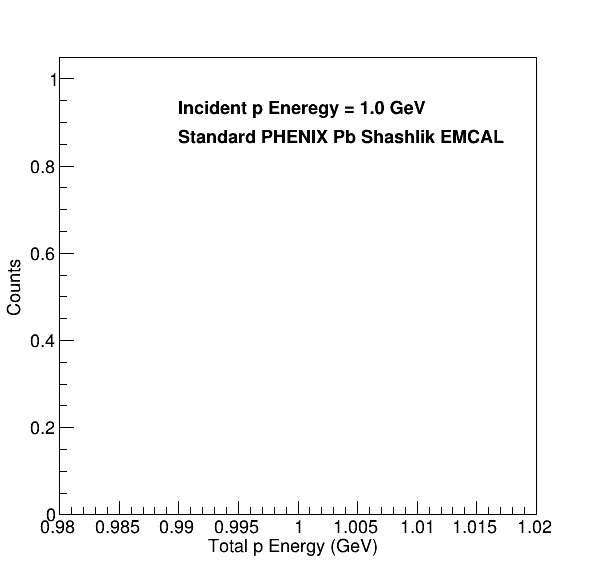 Incident p Eneregy = 1.0 GeV
Standard PHENIX Pb Shashlik EMCAL
1
0.8
0.6
0.4
0.2
0
Counts
0.98 0.985 0.99 0.995 1 1.005 1.01 1.015 1.02
Total p Energy (GeV)